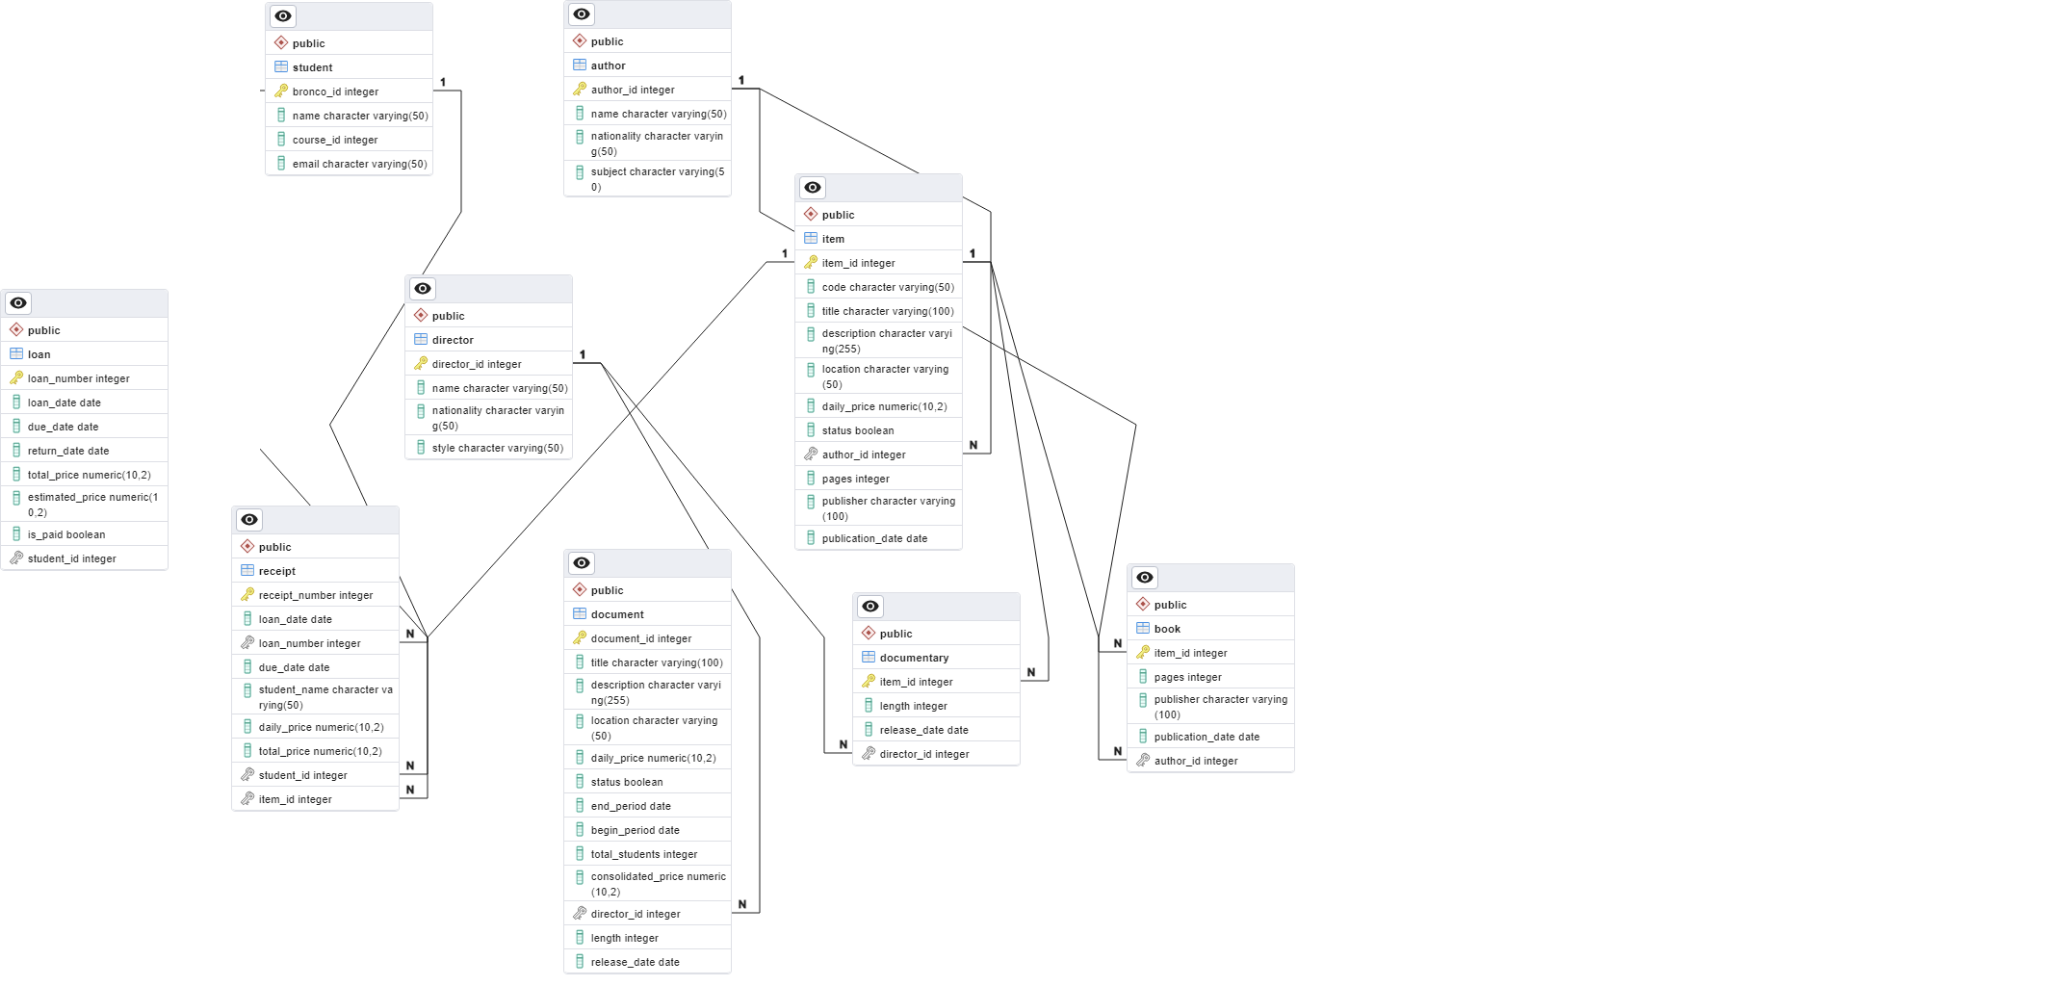 public
student
bronco_id integer
name character varying(50)
course_id integer
email character varying(50)
1
public
author
author_id integer
name character varying(50)
nationality character varyin
g(50)
subject character varying(5
0)
1
public
item
item_id integer
code character varying(50)
title character varying(100)
description character varyi
ng(255)
location character varying
(50)
daily_price numeric(10,2)
status boolean
author_id integer
pages integer
publisher character varying
(100)
publication_date date
1
1
N
public
director
director_id integer
name character varying(50)
nationality character varyin
g(50)
style character varying(50)
1
public
loan
loan_number integer
loan_date date
due_date date
return_date date
total_price numeric(10,2)
estimated_price numeric(1
0,2)
is_paid boolean
student_id integer
public
receipt
receipt_number integer
loan_date date
loan_number integer
due_date date
student_name character va
rying(50)
daily_price numeric(10,2)
total_price numeric(10,2)
student_id integer
item_id integer
N
N
N
public
document
document_id integer
title character varying(100)
description character varyi
ng(255)
location character varying
(50)
daily_price numeric(10,2)
status boolean
end_period date
begin_period date
total_students integer
consolidated_price numeric
(10,2)
director_id integer
length integer
release_date date
N
public
documentary
item_id integer
length integer
release_date date
director_id integer
N
N
public
book
item_id integer
pages integer
publisher character varying
(100)
publication_date date
author_id integer
N
N